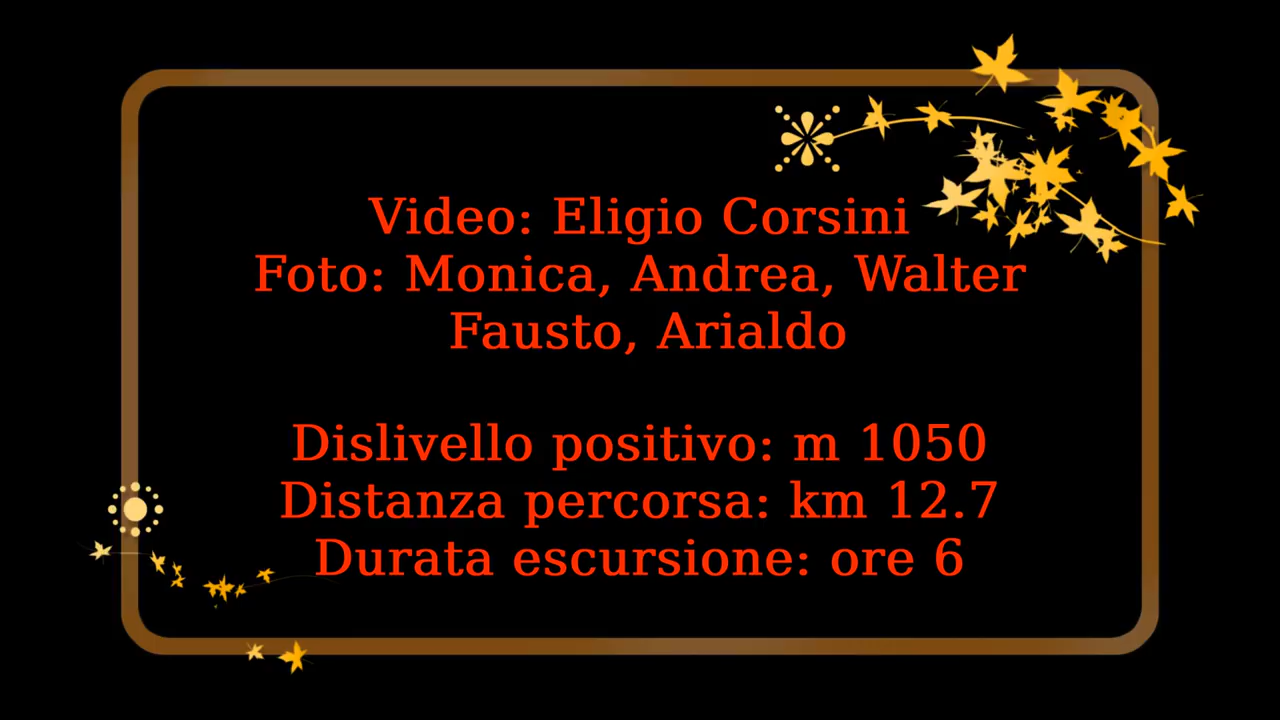 Video: Eligio Corsini
Foto: Monica, Andrea, Walter
Fausto, Arialdo
Dislivello positivo: m 1050
Distanza percorsa: km 12.7
Durata escursione: ore 6